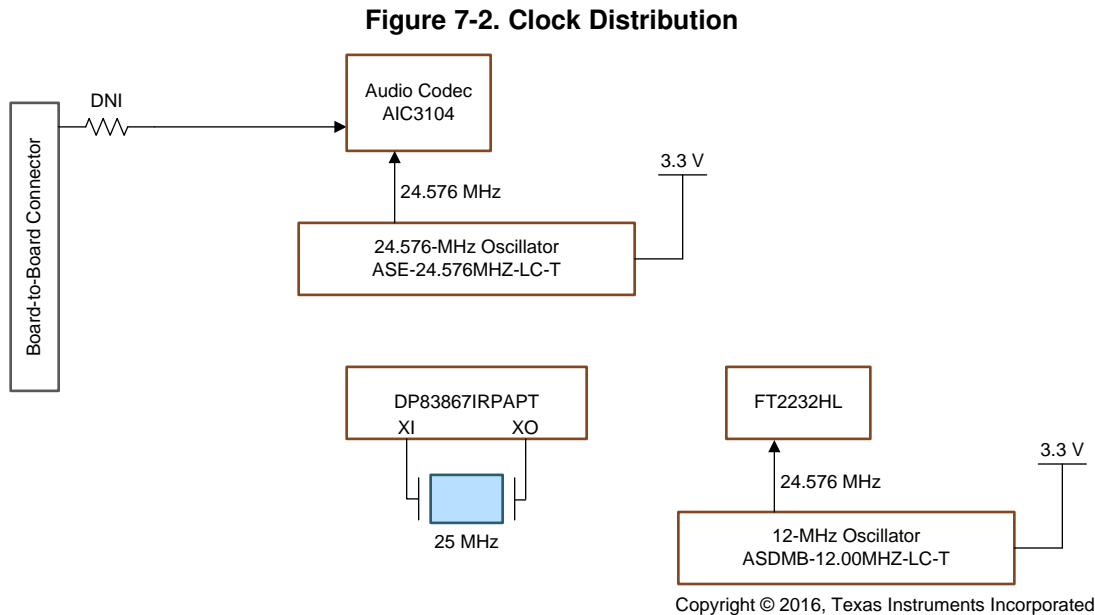 Figure 7-2. Clock Distribution
Board-to-Board Connector
DNI
Audio Codec
AIC3104
24.576 MHz
3.3 V
24.576-MHz Oscillator
ASE-24.576MHZ-LC-T
DP83867IRPAPT
XI XO
25 MHz
FT2232HL
24.576 MHz
3.3 V
12-MHz Oscillator
ASDMB-12.00MHZ-LC-T
Copyright © 2016, Texas Instruments Incorporated